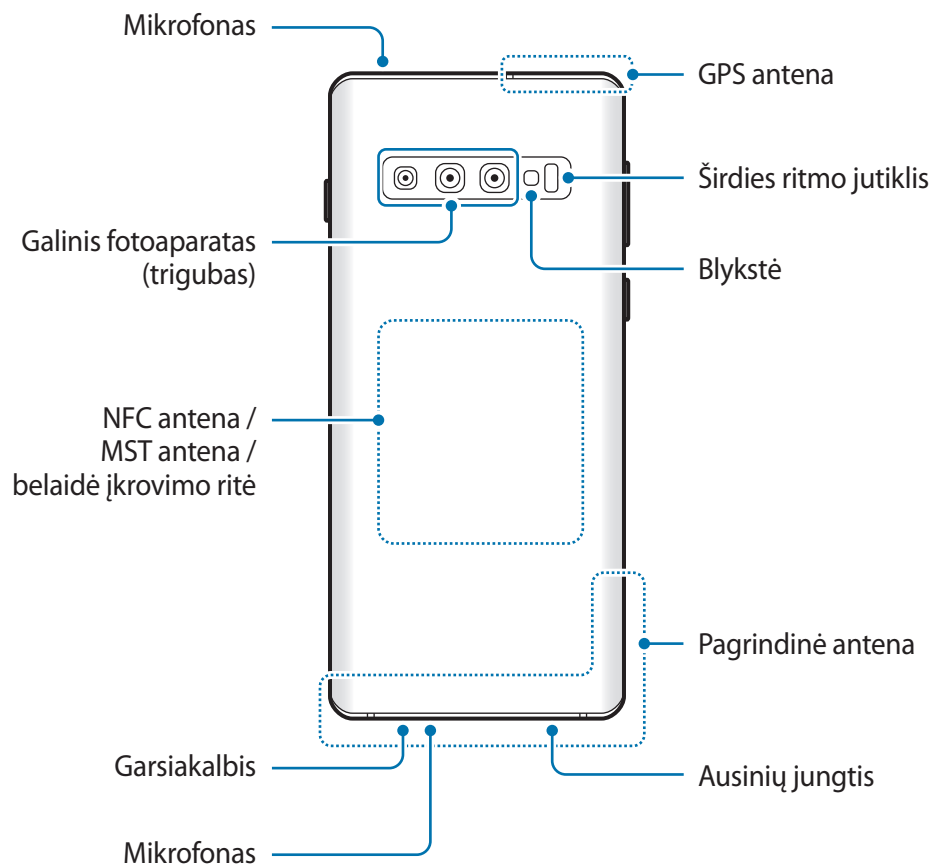 Mikrofonas
GPS antena
Širdies ritmo jutiklis
Galinis fotoaparatas
(trigubas)
Blykstė
NFC antena /
MST antena /
belaidė įkrovimo ritė
Pagrindinė antena
Garsiakalbis
Ausinių jungtis
Mikrofonas